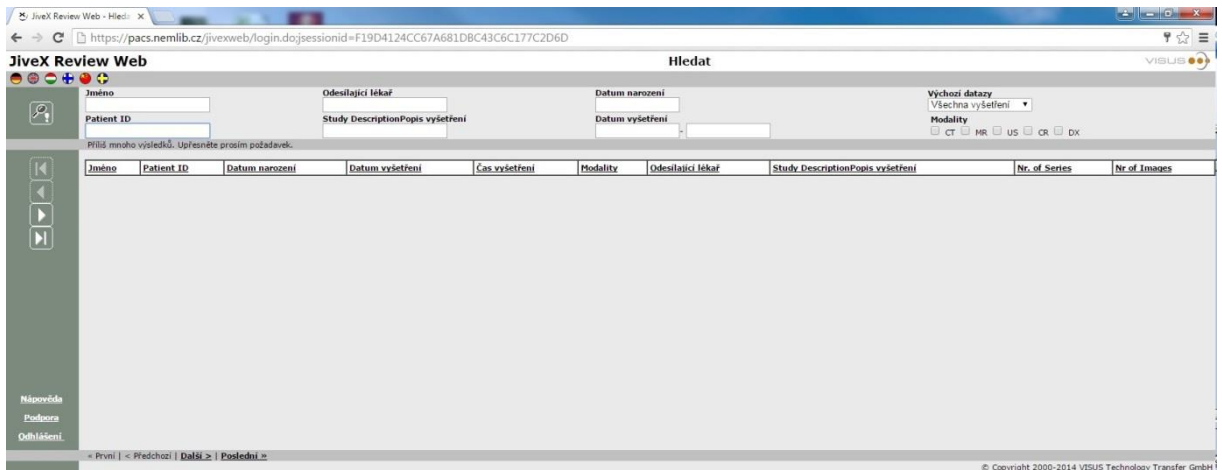 JiveX Review Web - Hled
https://pacs.nemlib.cz/jivexweb/login.do;jsessionid=F19D4124CC67A681DBC43C6C177C2D6D
JiveX Review Web Hledat VISUS
Jméno Odesílající lékař Datum narození Výchozí datazy
Všechna vyšetření
Patient ID Study DescriptionPopis vyšetření Datum vyšetření Modality
- CT MR US CR DX
Příliš mnoho výsledků. Upřesněte prosím požadavek.
Jméno Patient ID Datum narození Datum vyšetření Čas vyšetření Modality Odesílající lékař Study DescriptionPopis vyšetření Nr. of Series Nr of Images
Nápověda
Podpora
Odhlášení
« První | < Předchozí | Další > | Poslední »
© Copyright 2000-2014 VISUS Technology Transfer GmbH